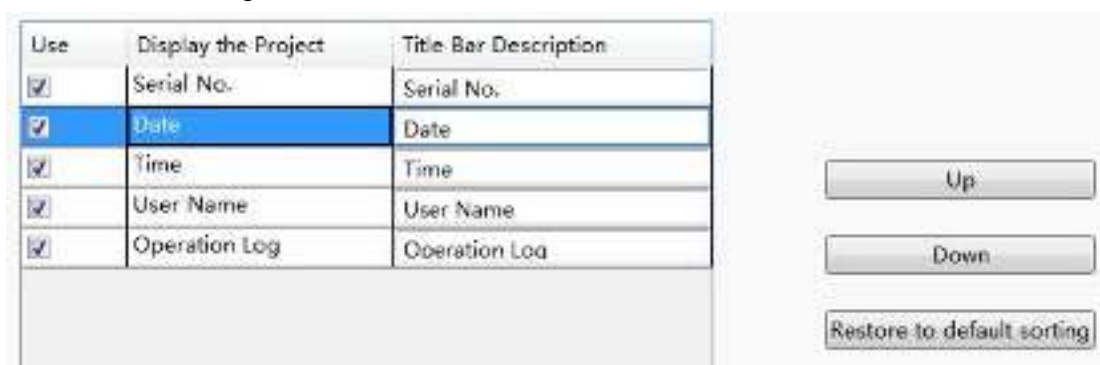 Use Display the Project Title Bar Description
Serial No. Serial No.
Date Date
Time Time
User Name User Name
Operation Log Operation Log
Up
Down
Restore to default sorting